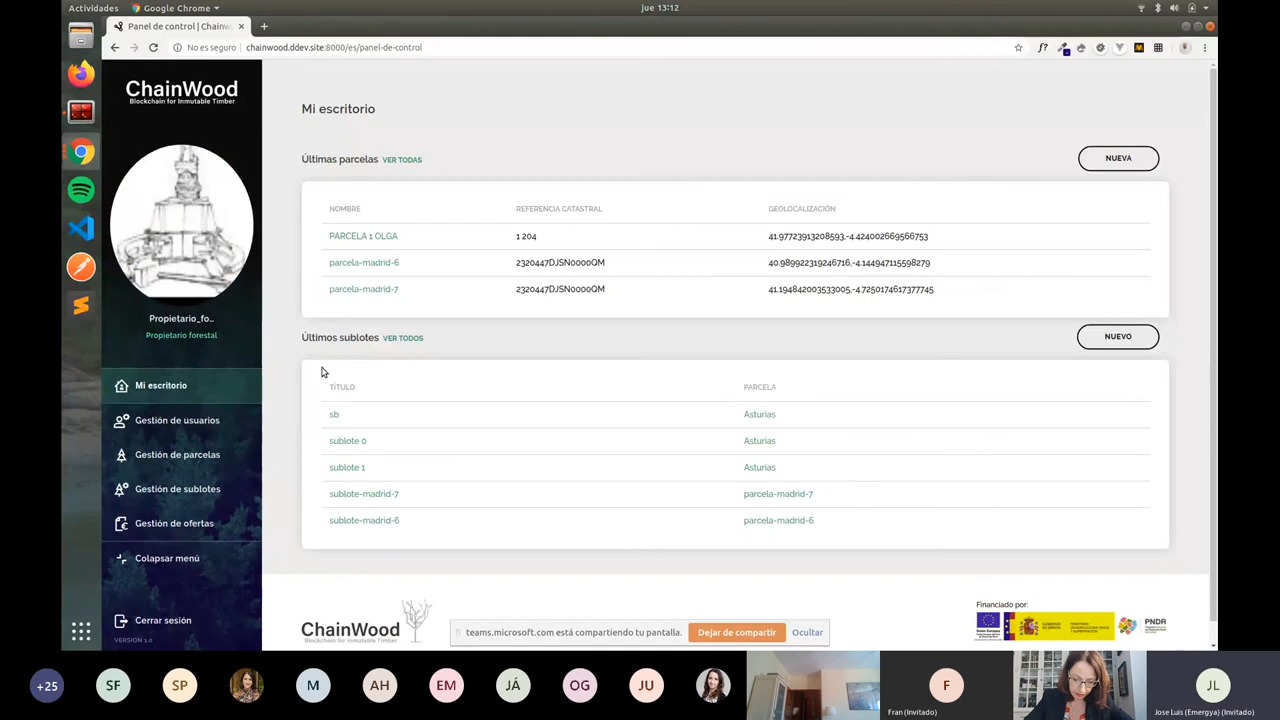 Actividades
Google Chrome
jue 13:12
Panel de control | Chainw
No es seguro
chainwood.ddev.site:8000/es/panel-de-control
ChainWood
Blockchain for Inmutable Timber
Propietario_fo...
Propietario forestal
Mi escritorio
Gestión de usuarios
Gestión de parcelas
Gestión de sublotes
Gestión de ofertas
Colapsar menú
Cerrar sesión
VERSIÓN 1.0
Mi escritorio
Últimas parcelas VER TODAS
NUEVA
NOMBRE REFERENCIA CATASTRAL GEOLOCALIZACIÓN
PARCELA 1 OLGA 1 204 41.97723913208593,-4.424002669566753
parcela-madrid-6 2320447DJSN0000QM 40.989922319246716,-4.144947115598279
parcela-madrid-7 2320447DJSN0000QM 41.194842003533005,-4.7250174617377745
Últimos sublotes VER TODOS
NUEVO
TÍTULO PARCELA
sb Asturias
sublote 0 Asturias
sublote 1 Asturias
sublote-madrid-7 parcela-madrid-7
sublote-madrid-6 parcela-madrid-6
ChainWood
Blockchain for Inmutable Timber
teams.microsoft.com está compartiendo tu pantalla. Dejar de compartir Ocultar
Financiado por:
PNDR
+25
SF
SP
M
AH
EM
JÁ
OG
JU
F
Fran (Invitado)
JL
Jose Luis (Emergya) (Invitado)